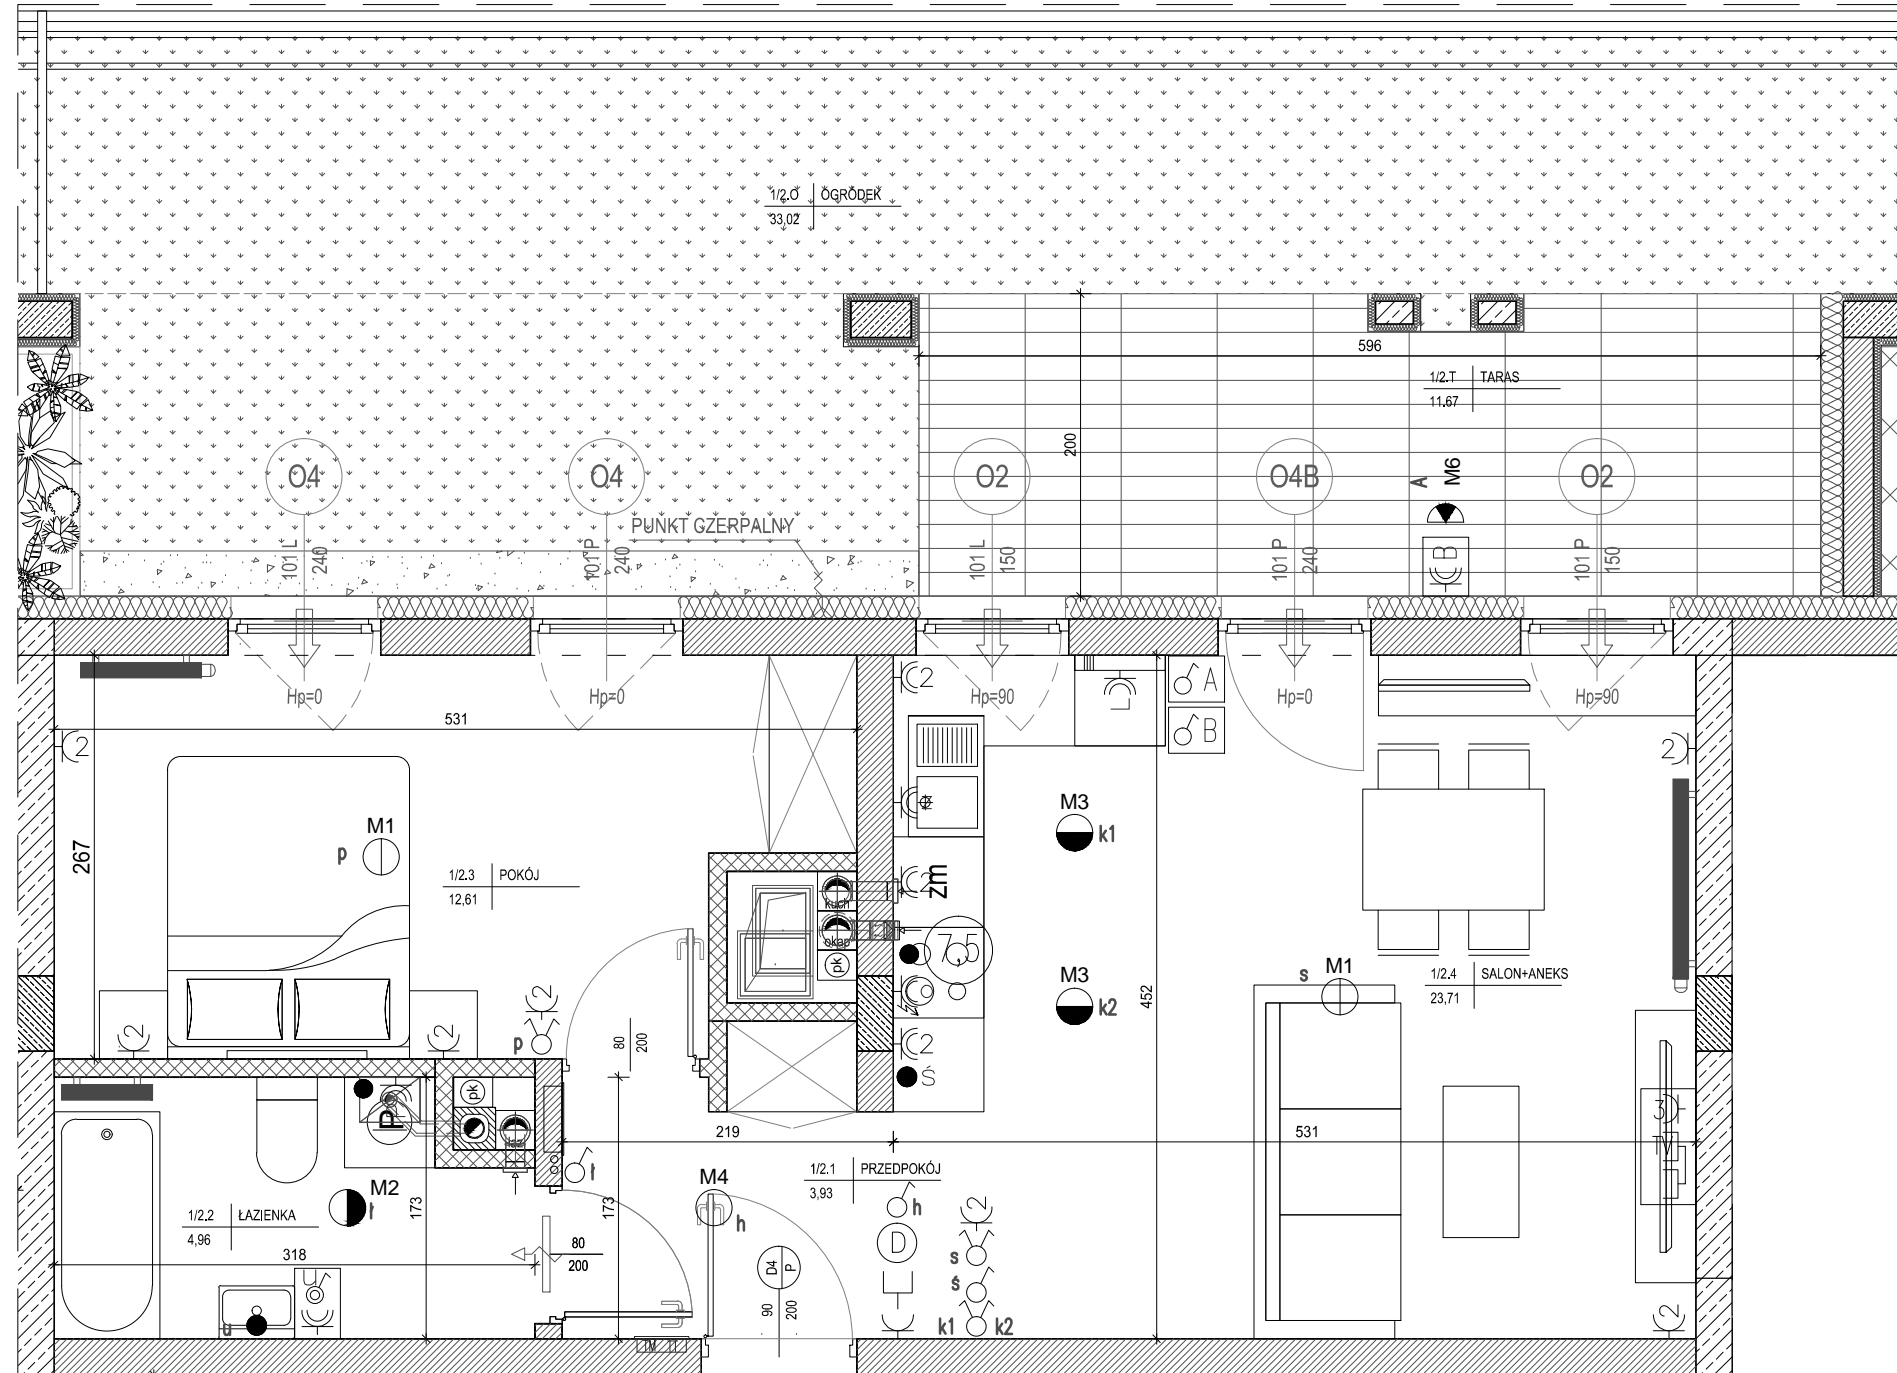 1/2.O OGRÓDEK
33,02
596
1/2.T TARAS
11.67
200
O4
O4
O2
O4B
A
M6
O2
PUNKT CZERPALNY
B
101 L
240
101 P
240
101 L
150
101 P
240
101 P
150
Hp=0
Hp=0
Hp=90
Hp=0
Hp=90
2
L
A
B
531
2
2
267
M1
p
M3
k1
1/2.3 POKÓJ
12,61
kuch
2
zm
okap
7,5
pk
M3
k2
452
s
M1
1/2.4 SALON+ANEKS
23,71
2
2
2
p
80
200
2
Ś
pk
P
łaz
3
TV
219
531
ł
M2
ł
173
173
M4
h
1/2.1 PRZEDPOKÓJ
3,93
h
1/2.2 ŁAZIENKA
4,96
318
80
200
D4
P
90
200
D
2
s
ś
k1
k2
u
u
2
TM TT